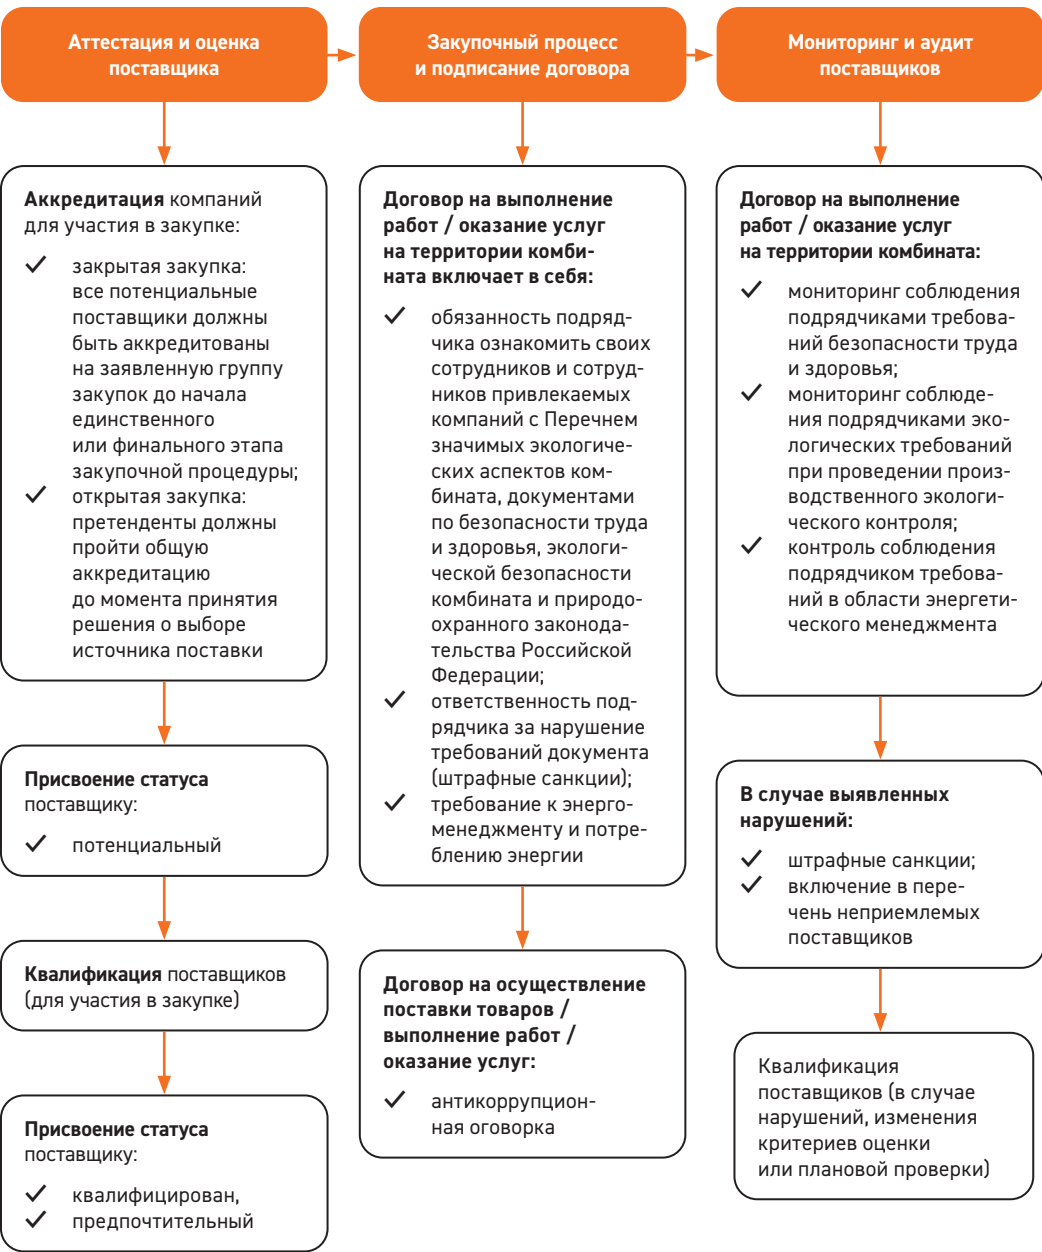 Аттестация и оценка
поставщика
Закупочный процесс
и подписание договора
Мониторинг и аудит
поставщиков
Аккредитация компаний
для участия в закупке:
закрытая закупка:
все потенциальные
поставщики должны
быть аккредитованы
на заявленную группу
закупок до начала
единственного
или финального этапа
закупочной процедуры;
открытая закупка:
претенденты должны
пройти общую
аккредитацию
до момента принятия
решения о выборе
источника поставки
Присвоение статуса
поставщику:
потенциальный
Квалификация поставщиков
(для участия в закупке)
Присвоение статуса
поставщику:
квалифицирован,
предпочтительный
Договор на выполнение
работ / оказание услуг
на территории комби-
ната включает в себя:
обязанность подряд-
чика ознакомить своих
сотрудников и сотруд-
ников привлекаемых
компаний с Перечнем
значимых экологиче-
ских аспектов ком-
бината, документами
по безопасности труда
и здоровья, экологи-
ческой безопасности
комбината и природо-
охранного законода-
тельства Российской
Федерации;
ответственность под-
рядчика за нарушение
требований документа
(штрафные санкции);
требование к энерго-
менеджменту и потре-
блению энергии
Договор на осуществление
поставки товаров /
выполнение работ /
оказание услуг:
антикоррупцион-
ная оговорка
Договор на выполнение
работ / оказание услуг
на территории комбината:
мониторинг соблюдения
подрядчиками требова-
ний безопасности труда
и здоровья;
мониторинг соблюде-
ния подрядчиками эко-
логических требований
при проведении произ-
водственного экологи-
ческого контроля;
контроль соблюдения
подрядчиком требова-
ний в области энергети-
ческого менеджмента
В случае выявленных
нарушений:
штрафные санкции;
включение в пере-
чень неприемлемых
поставщиков
Квалификация
поставщиков (в случае
нарушений, изменения
критериев оценки
или плановой проверки)